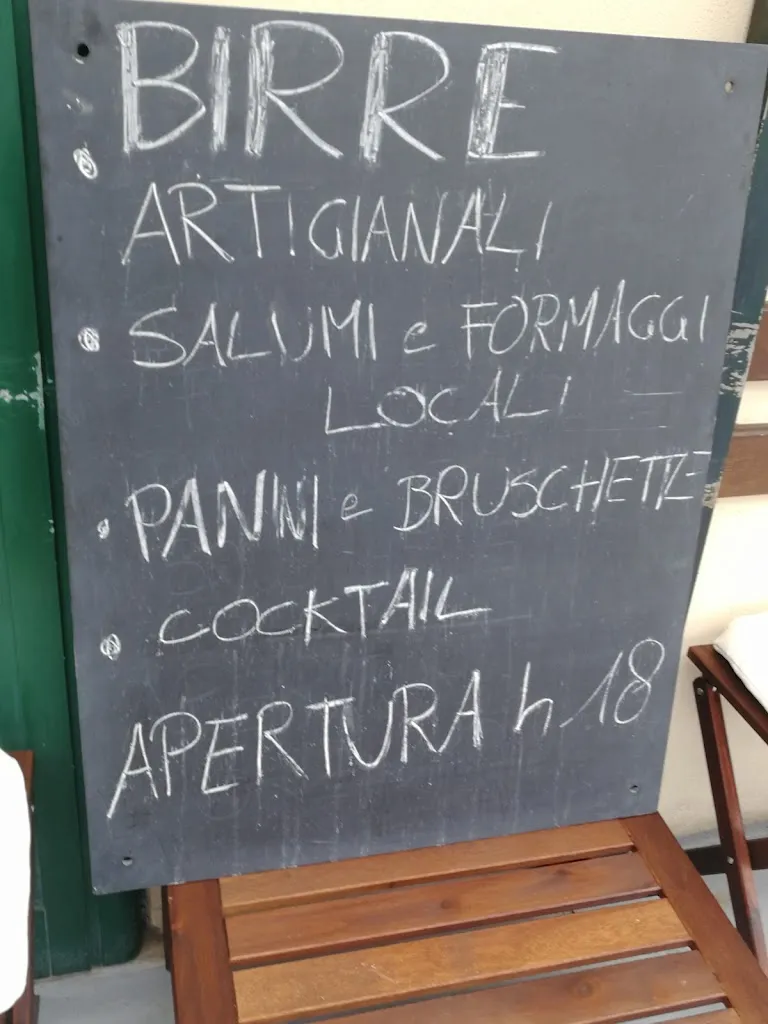 BIRRE
ARTIGIANALI
SALUMI e FORMAGGI
LOCALI
PANINI e BRUSCHETTE
COCKTAIL
APERTURA h 18